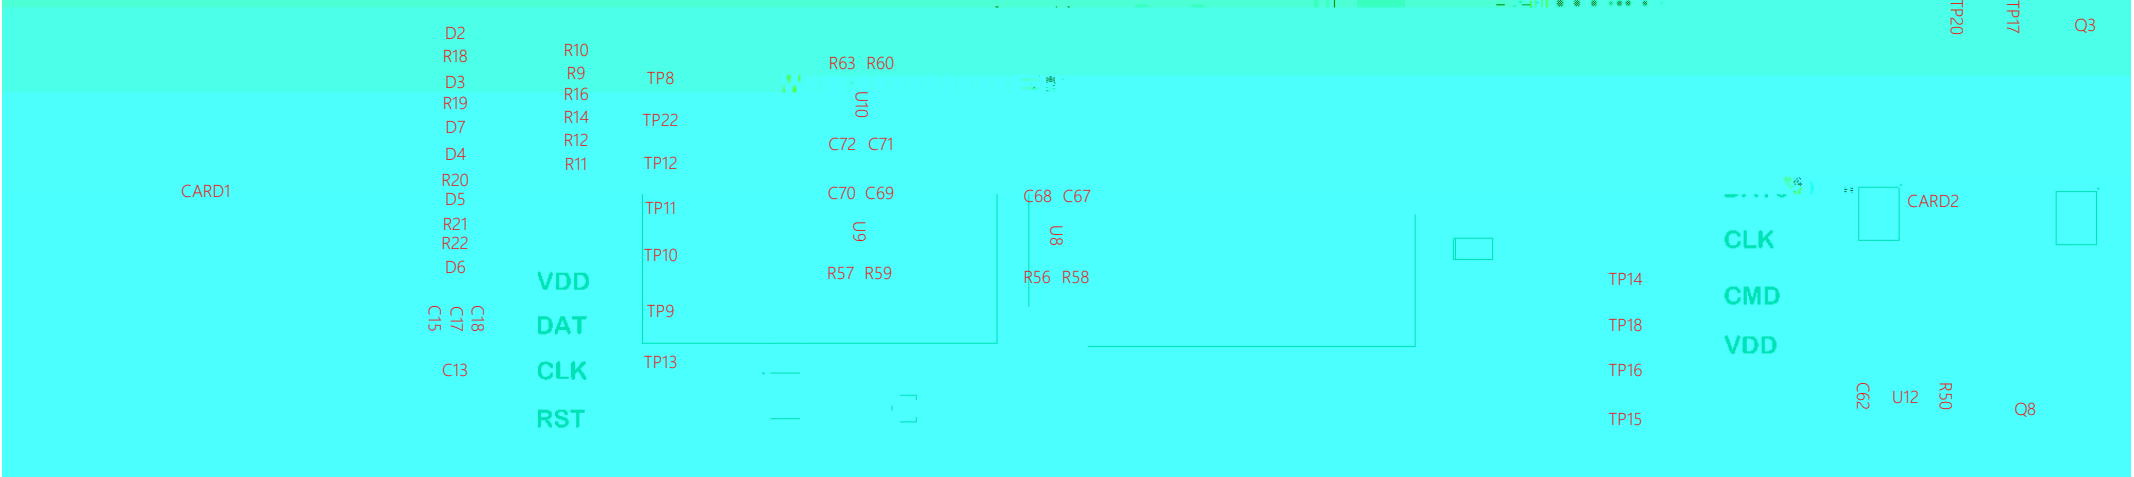 TP20
TP17
Q3
D2
R18
D3
R19
D7
D4
R20
D5
R21
R22
D6
R10
R9
R16
R14
R12
R11
TP8
TP22
TP12
TP11
TP10
TP9
TP13
R63 R60
U10
C72 C71
C70 C69
U9
R57 R59
C68 C67
U8
R56 R58
CARD1
CARD2
C15
C17
C18
C13
VDD
DAT
CLK
RST
TP14
TP18
TP16
TP15
CLK
CMD
VDD
C62
U12
R50
Q8